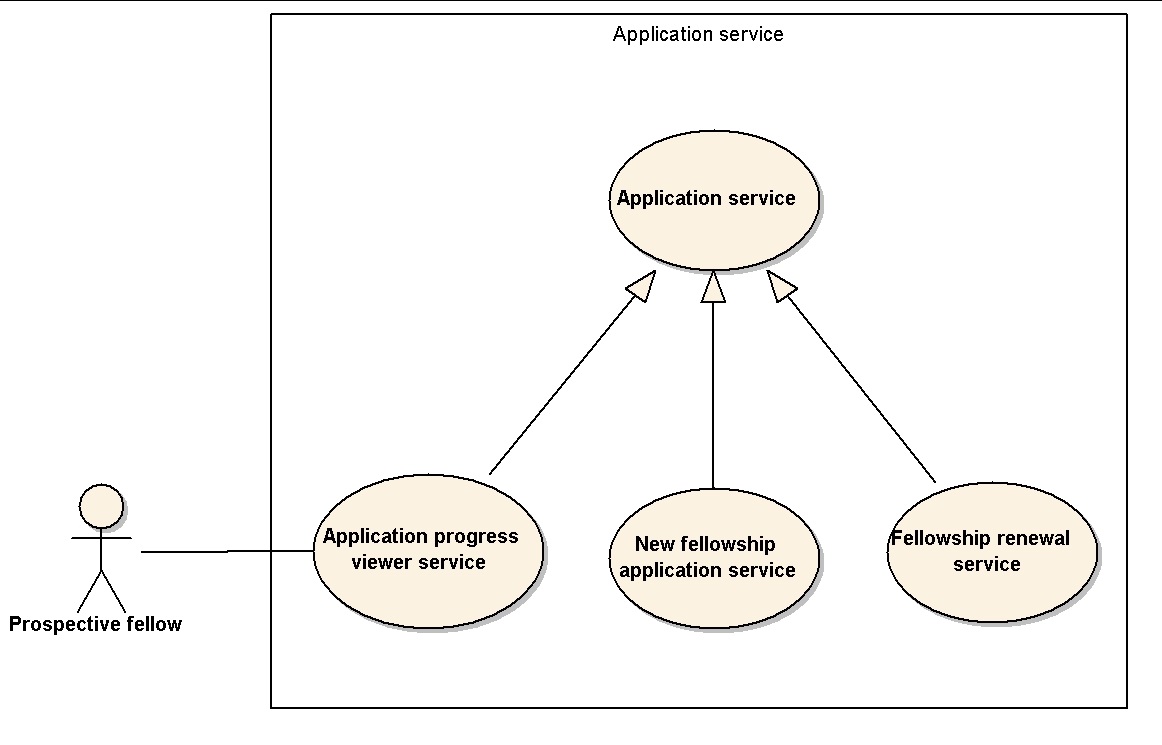 Application service
Application service
Application progress
viewer service
New fellowship
application service
Fellowship renewal
service
Prospective fellow